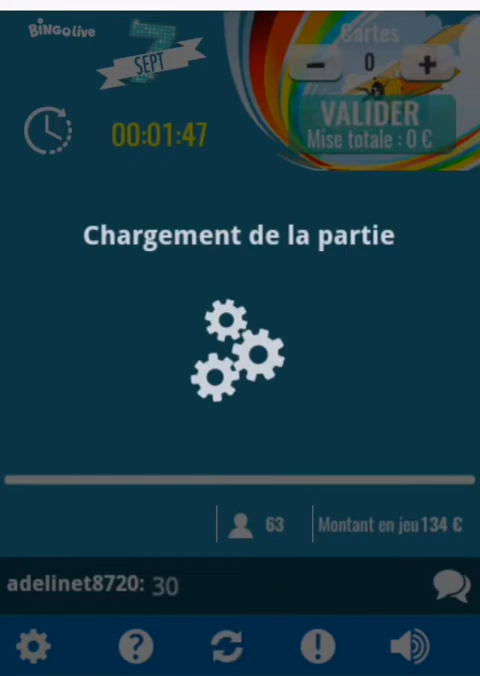 BiNGOlive
7
SEPT
Cartes
0
00:01:47
VALIDER
Mise totale : 0 €
Chargement de la partie
63
Montant en jeu 134 €
adelinet8720: 30